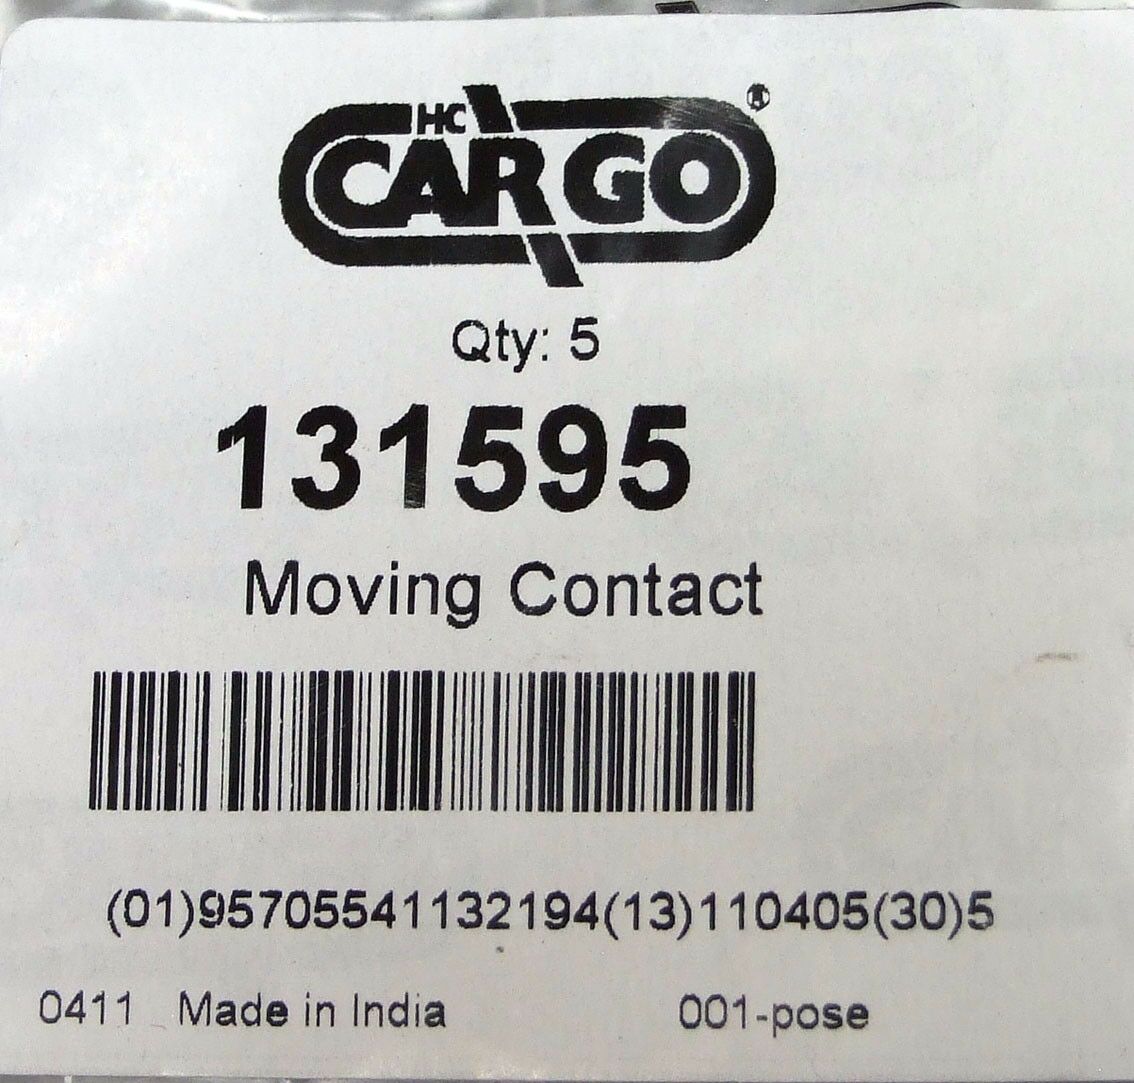 HC
CARGO®
Qty: 5
131595
Moving Contact
(01)95705541132194(13)110405(30)5
0411 Made in India 001-pose